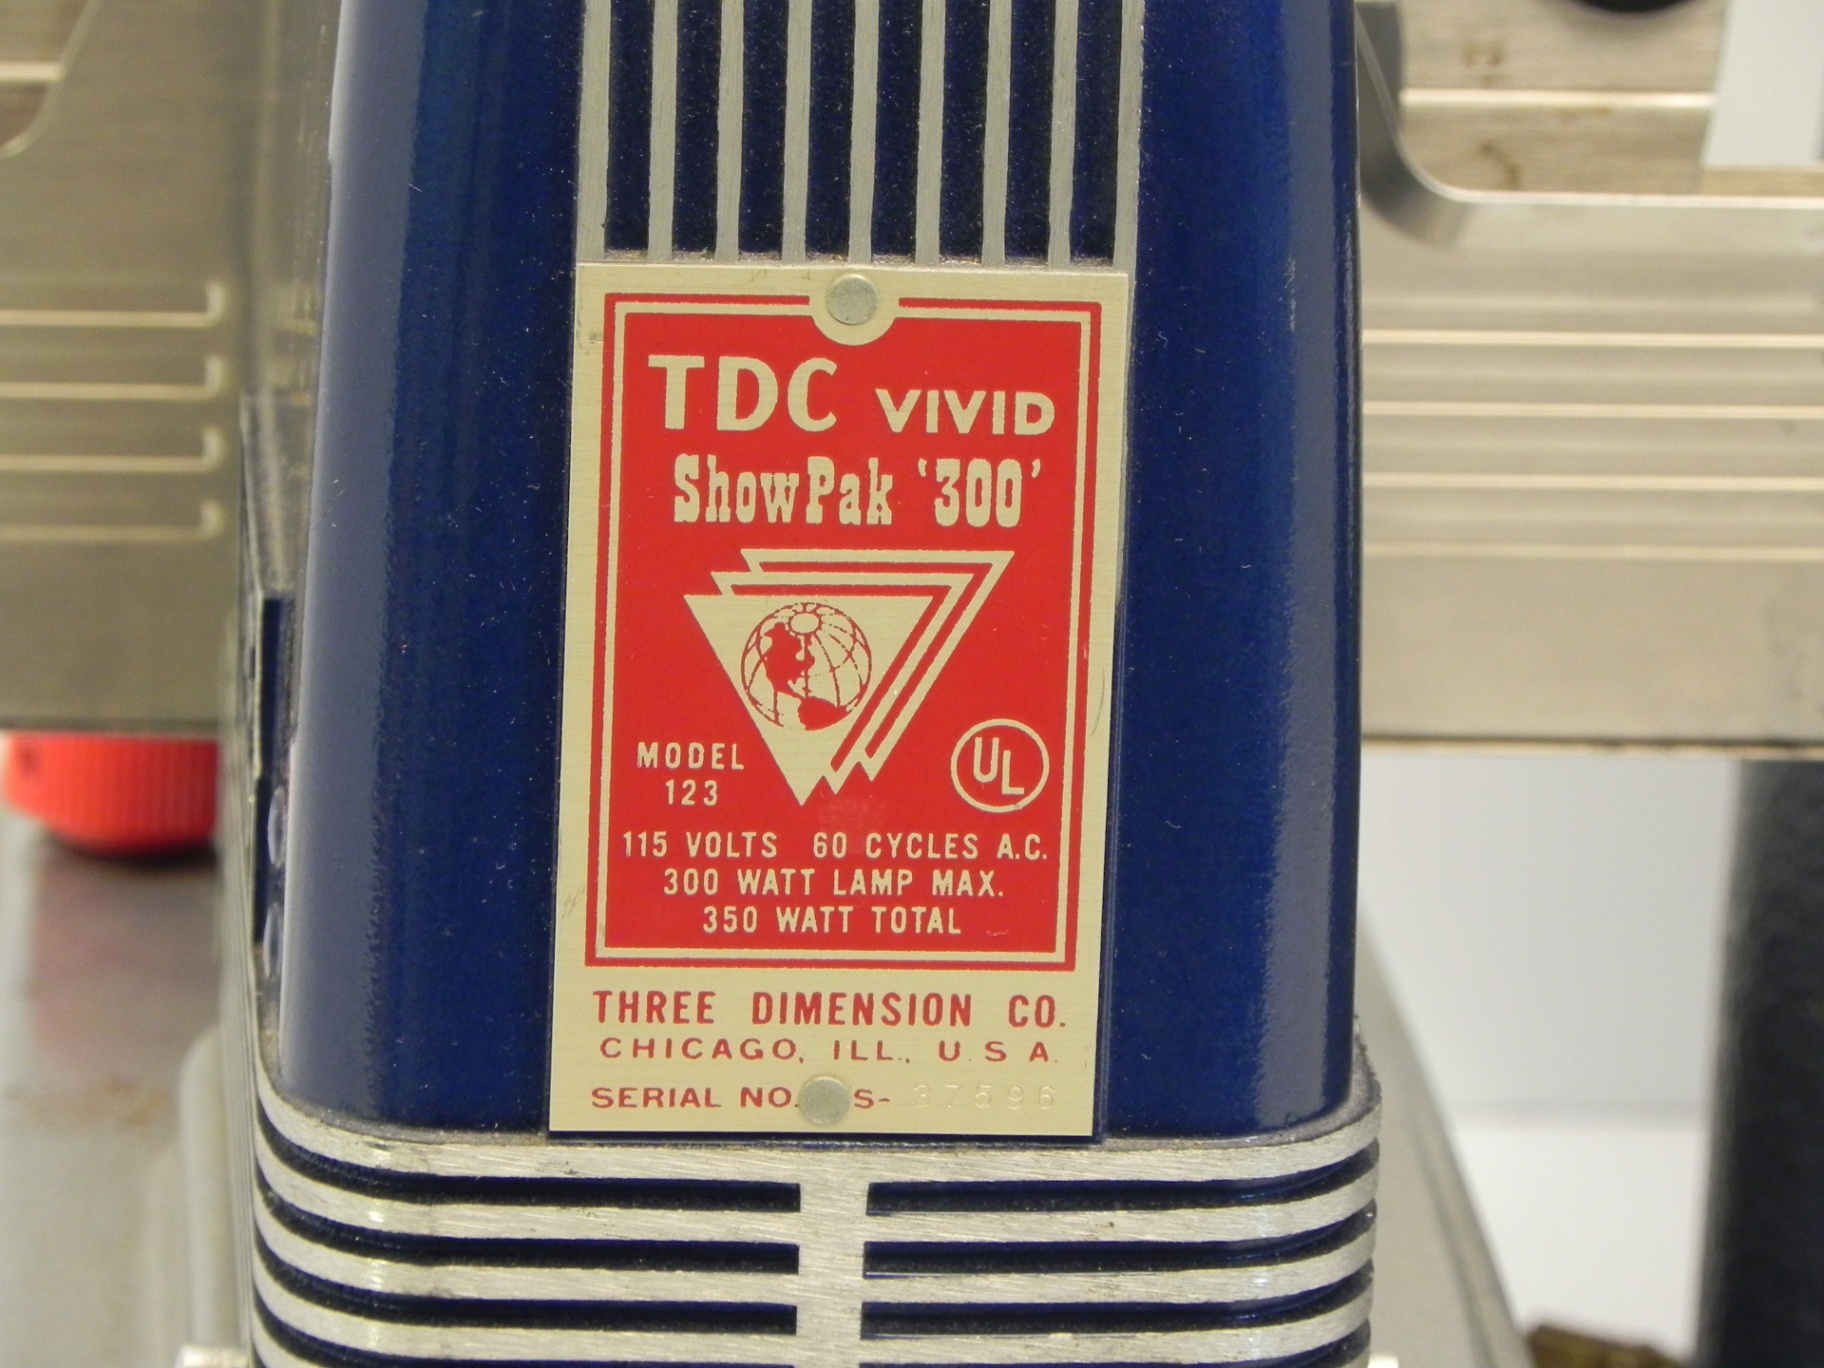 TDC VIVID
ShowPak '300'
MODEL
123
UL
115 VOLTS 60 CYCLES A.C.
300 WATT LAMP MAX.
350 WATT TOTAL
THREE DIMENSION CO.
CHICAGO, ILL., U.S.A.
SERIAL NO. S- 37596